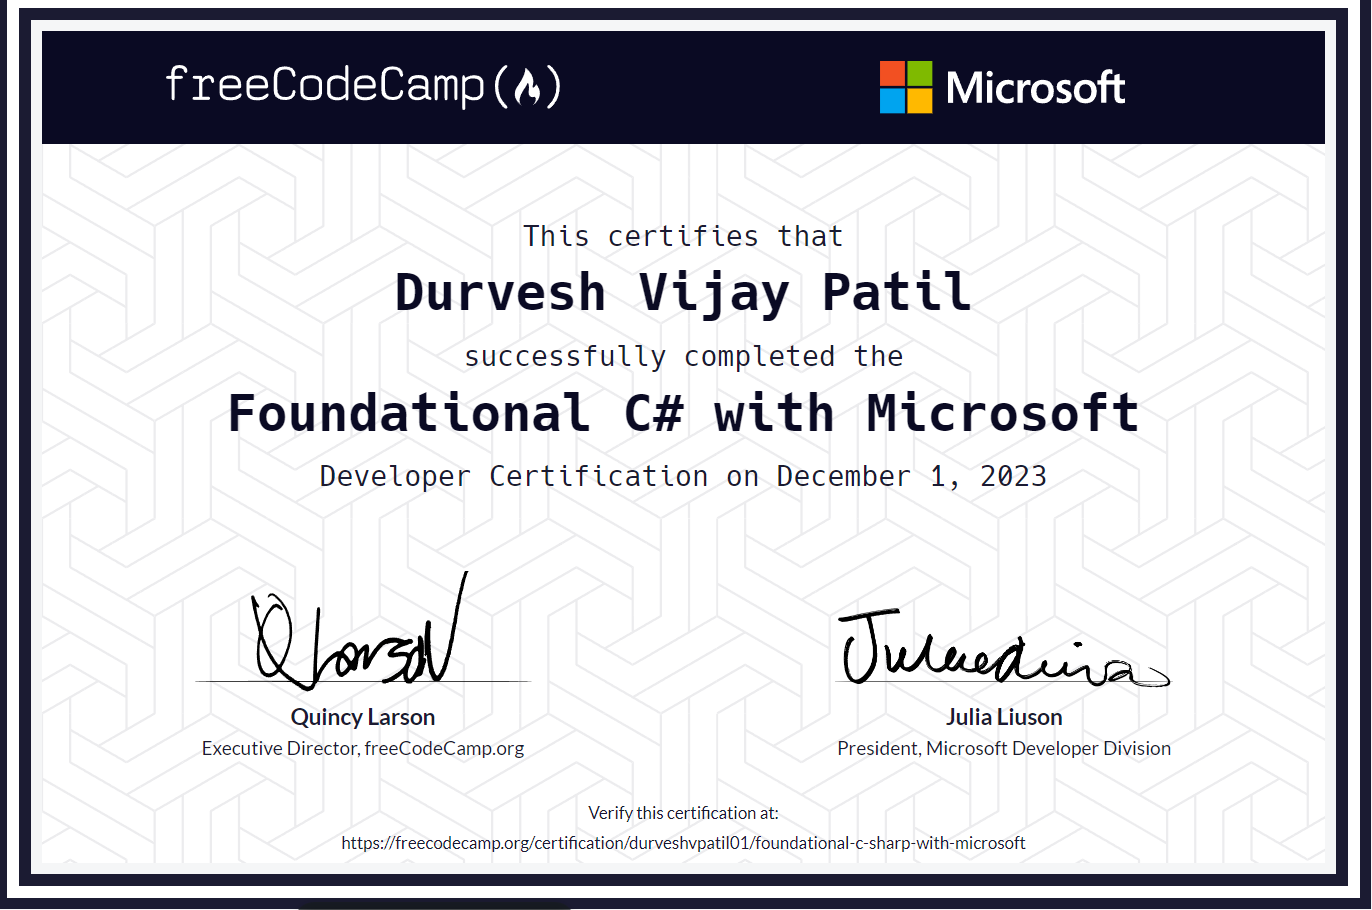 freeCodeCamp(🔥)
Microsoft
This certifies that
Durvesh Vijay Patil
successfully completed the
Foundational C# with Microsoft
Developer Certification on December 1, 2023
Quincy Larson
Executive Director, freeCodeCamp.org
Julia Liuson
President, Microsoft Developer Division
Verify this certification at:
https://freecodecamp.org/certification/durveshvpatil01/foundational-c-sharp-with-microsoft